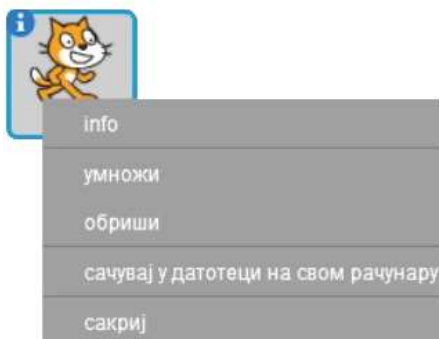 i
info
умножи
обриши
сачувај у датотеци на свом рачунару
сакриј